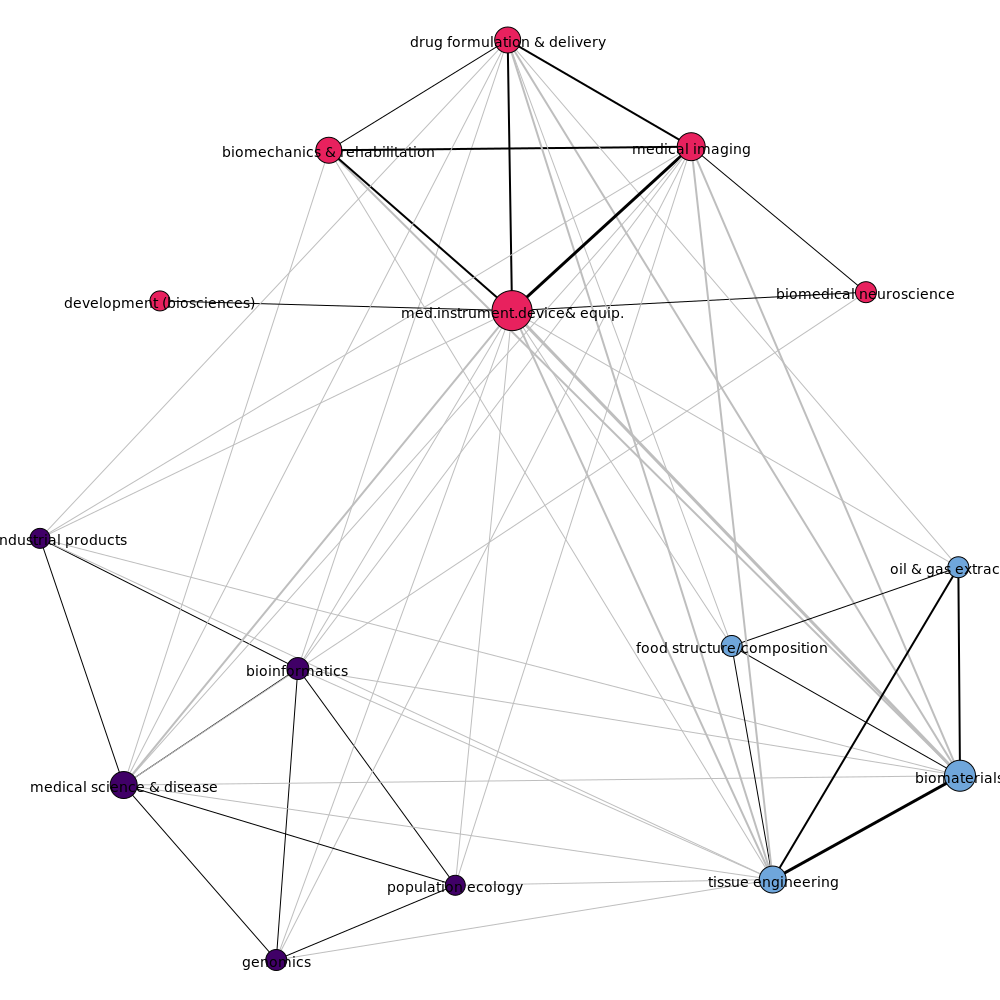 drug formulation & delivery
biomechanics & rehabilitation
medical imaging
development (biosciences)
biomedical neuroscience
med.instrument.device& equip.
ndustrial products
oil & gas extrac
food structure/composition
bioinformatics
biomaterials
medical science & disease
tissue engineering
population ecology
genomics